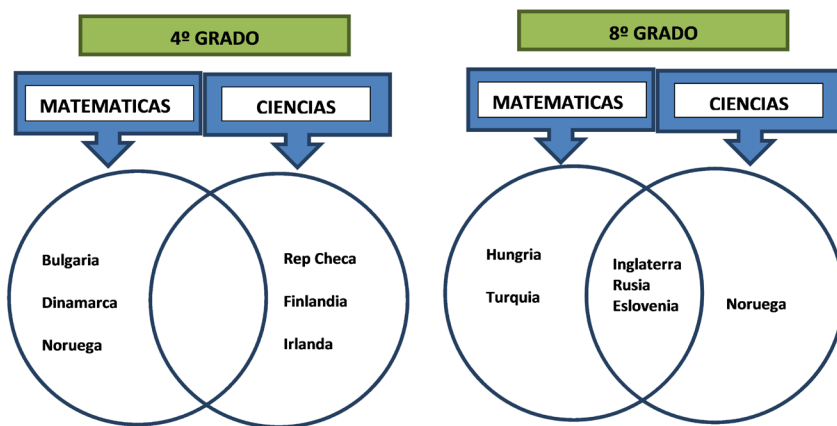 4º GRADO
MATEMATICAS
CIENCIAS
Bulgaria
Dinamarca
Noruega
Rep Checa
Finlandia
Irlanda
8º GRADO
MATEMATICAS
CIENCIAS
Hungria
Turquia
Inglaterra
Rusia
Eslovenia
Noruega